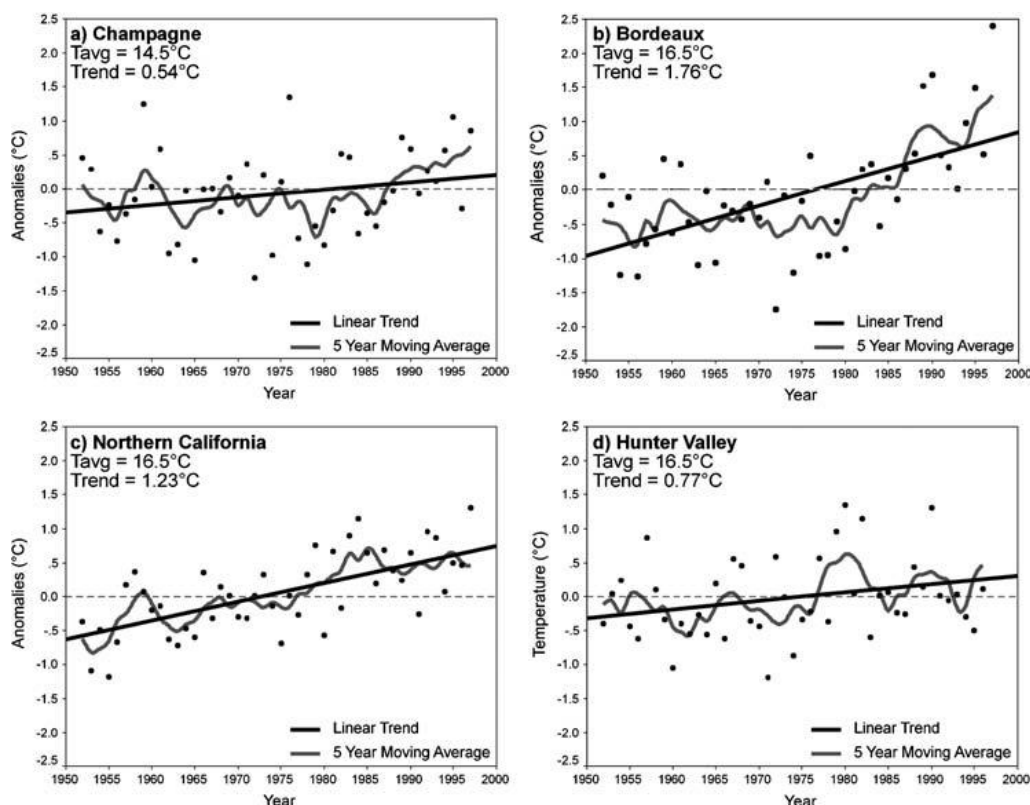 a) Champagne
Tavg = 14.5°C
Trend = 0.54°C
2.5
2.0
1.5
1.0
.5
0.0
-.5
-1.0
-1.5
-2.0
-2.5
Anomalies (°C)
Linear Trend
5 Year Moving Average
1950 1955 1960 1965 1970 1975 1980 1985 1990 1995 2000
Year
b) Bordeaux
Tavg = 16.5°C
Trend = 1.76°C
2.5
2.0
1.5
1.0
.5
0.0
-.5
-1.0
-1.5
-2.0
-2.5
Anomalies (°C)
Linear Trend
5 Year Moving Average
1950 1955 1960 1965 1970 1975 1980 1985 1990 1995 2000
Year
c) Northern California
Tavg = 16.5°C
Trend = 1.23°C
2.5
2.0
1.5
1.0
.5
0.0
-.5
-1.0
-1.5
-2.0
-2.5
Anomalies (°C)
Linear Trend
5 Year Moving Average
1950 1955 1960 1965 1970 1975 1980 1985 1990 1995 2000
Year
d) Hunter Valley
Tavg = 16.5°C
Trend = 0.77°C
2.5
2.0
1.5
1.0
.5
0.0
-.5
-1.0
-1.5
-2.0
-2.5
Temperature (°C)
Linear Trend
5 Year Moving Average
1950 1955 1960 1965 1970 1975 1980 1985 1990 1995 2000
Year